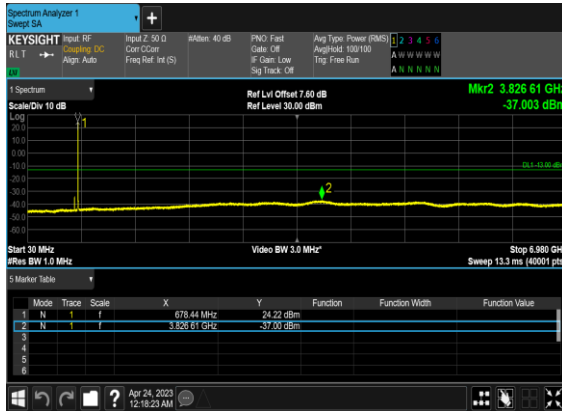 Spectrum Analyzer 1
Swept SA
+
KEYSIGHT Input: RF Input Z: 50 Ω #Atten: 40 dB PNO: Fast Avg Type: Power (RMS) 1 2 3 4 5 6
R L T Coupling: DC Corr CCorr Gate: Off Avg|Hold: 100/100 A W W W W W
Align: Auto Freq Ref: Int (S) IF Gain: Low Trig: Free Run
LXI Sig Track: Off A N N N N N
1 Spectrum Ref Lvl Offset 7.60 dB Mkr2 3.826 61 GHz
Scale/Div 10 dB Ref Level 30.00 dBm -37.003 dBm
Log
1
20.0
10.0
0.00
-10.0 DL1 -13.00 dBm
-20.0
-30.0 2
-40.0
-50.0
-60.0
Start 30 MHz Video BW 3.0 MHz* Stop 6.980 GHz
#Res BW 1.0 MHz Sweep 13.3 ms (40001 pts)
5 Marker Table
Mode Trace Scale X Y Function Function Width Function Value
1 N 1 f 678.44 MHz 24.22 dBm
2 N 1 f 3.826 61 GHz -37.00 dBm
3
4
5
6
? Apr 24, 2023
12:18:23 AM